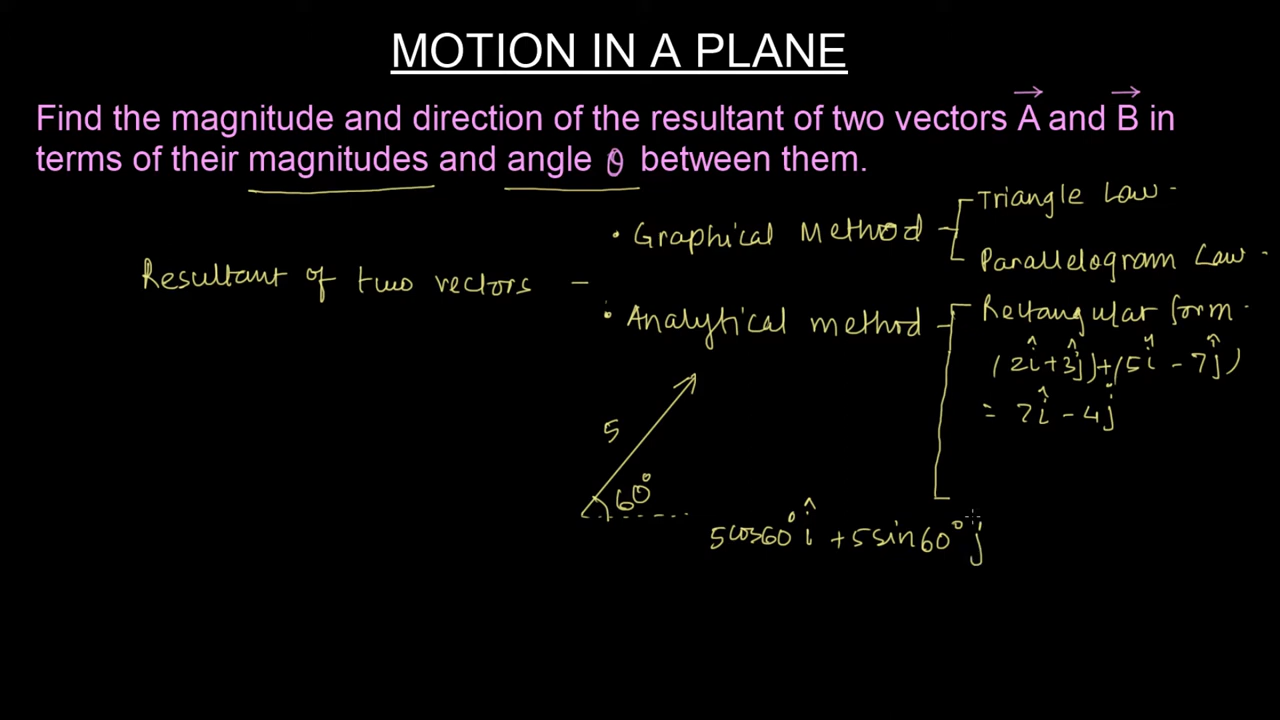 MOTION IN A PLANE
Find the magnitude and direction of the resultant of two vectors A⃗ and B⃗ in
terms of their magnitudes and angle θ between them.
Resultant of two vectors -
• Graphical Method
Triangle Law.
Parallelogram Law.
• Analytical method
Rectangular form.
(2î + 3ĵ) + (5î - 7ĵ)
= 7î - 4ĵ
5
60°
5cos60° î + 5sin60° ĵ